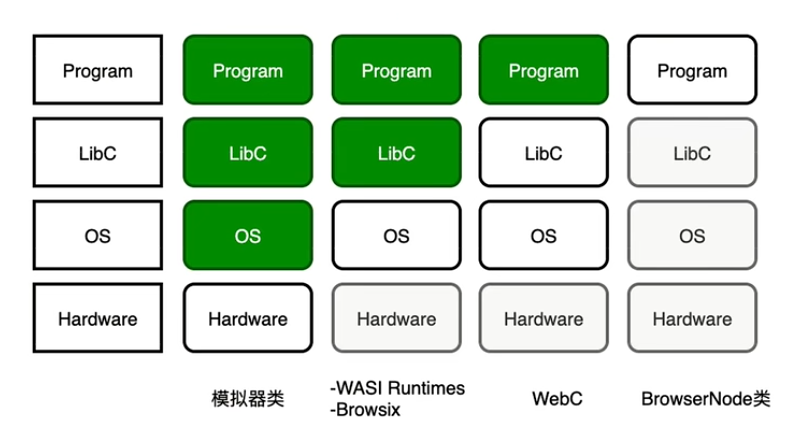 Program Program Program Program Program
LibC LibC LibC LibC LibC
OS OS OS OS OS
Hardware Hardware Hardware Hardware Hardware
模拟器类 -WASI Runtimes WebC BrowserNode类
-Browsix